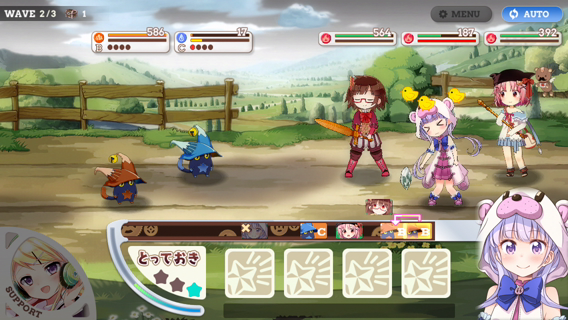 WAVE 2/3 1
586
B
17
C
564
187
392
MENU
AUTO
C
とっておき
SUPPORT